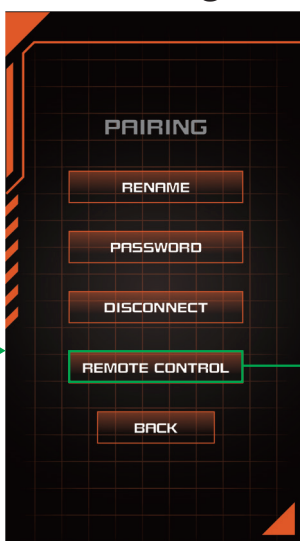 PAIRING
RENAME
PASSWORD
DISCONNECT
REMOTE CONTROL
BACK